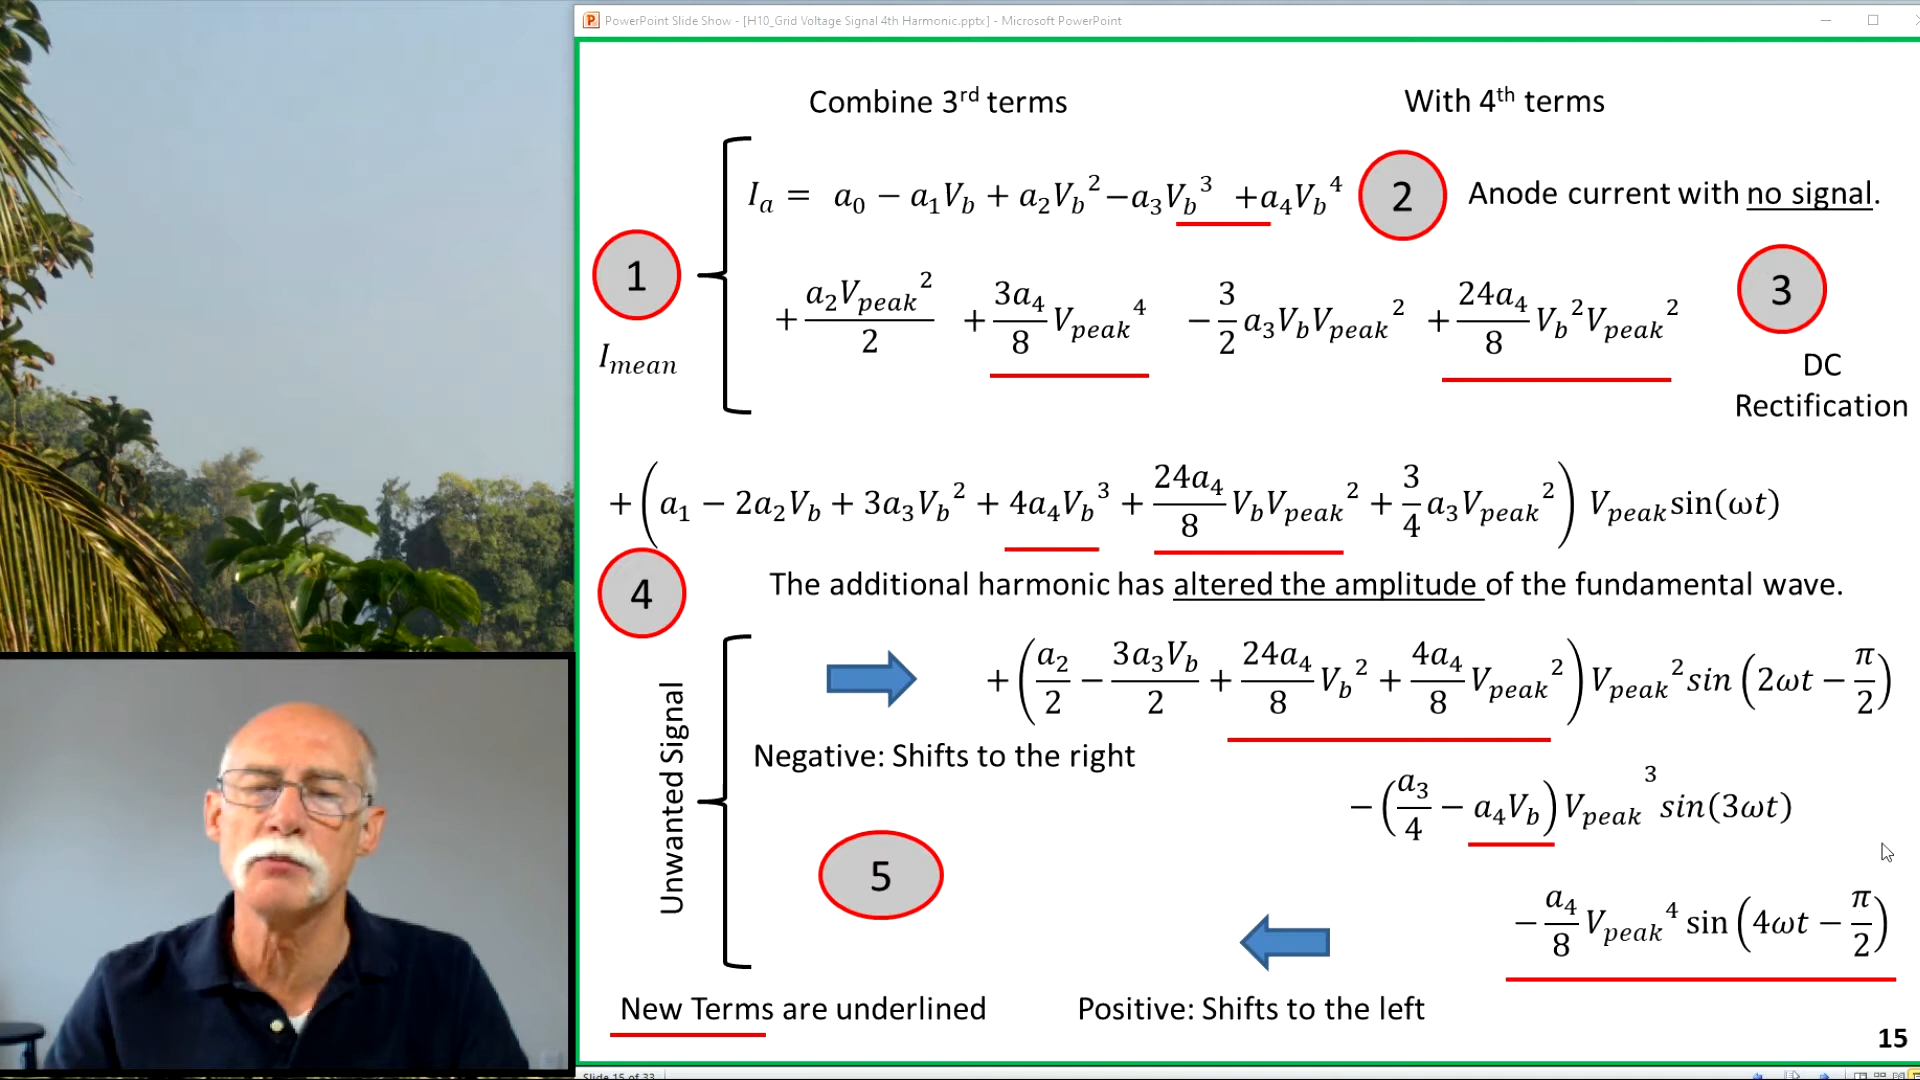 PowerPoint Slide Show - [H10_Grid Voltage Signal 4th Harmonic.pptx] - Microsoft PowerPoint
Combine 3rd terms
With 4th terms
I_a = a_0 − a_1V_b + a_2V_b^2 −a_3V_b^3 +a_4V_b^4
2
Anode current with no signal.
1
I_mean
+ a_2V_peak^2/2 + 3a_4/8 V_peak^4 − 3/2 a_3V_bV_peak^2 + 24a_4/8 V_b^2V_peak^2
3
DC
Rectification
+(a_1 − 2a_2V_b + 3a_3V_b^2 + 4a_4V_b^3 + 24a_4/8 V_bV_peak^2 + 3/4 a_3V_peak^2) V_peak sin(ωt)
4
The additional harmonic has altered the amplitude of the fundamental wave.
Unwanted Signal
+(a_2/2 − 3a_3V_b/2 + 24a_4/8 V_b^2 + 4a_4/8 V_peak^2)V_peak^2 sin(2ωt − π/2)
Negative: Shifts to the right
−(a_3/4 − a_4V_b)V_peak^3 sin(3ωt)
5
− a_4/8 V_peak^4 sin(4ωt − π/2)
New Terms are underlined
Positive: Shifts to the left
15
Slide 15 of 33